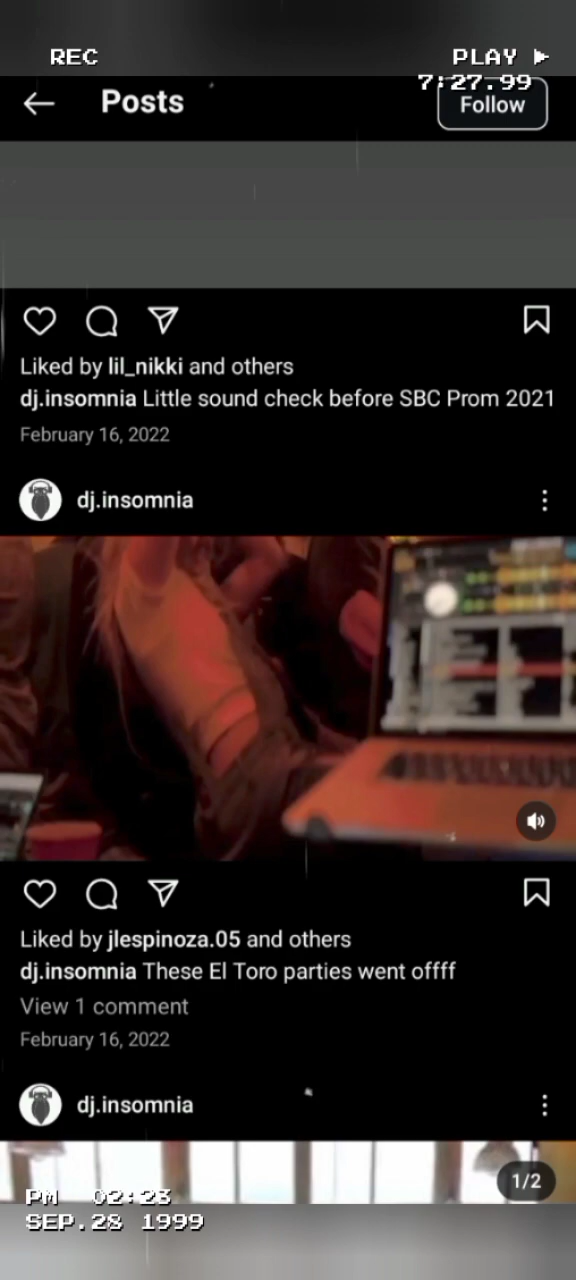 REC
PLAY
7:27.99
Posts
Follow
Liked by lil_nikki and others
dj.insomnia Little sound check before SBC Prom 2021
February 16, 2022
dj.insomnia
Liked by jlespinoza.05 and others
dj.insomnia These El Toro parties went offff
View 1 comment
February 16, 2022
dj.insomnia
1/2
PM 02:23
SEP.28 1999